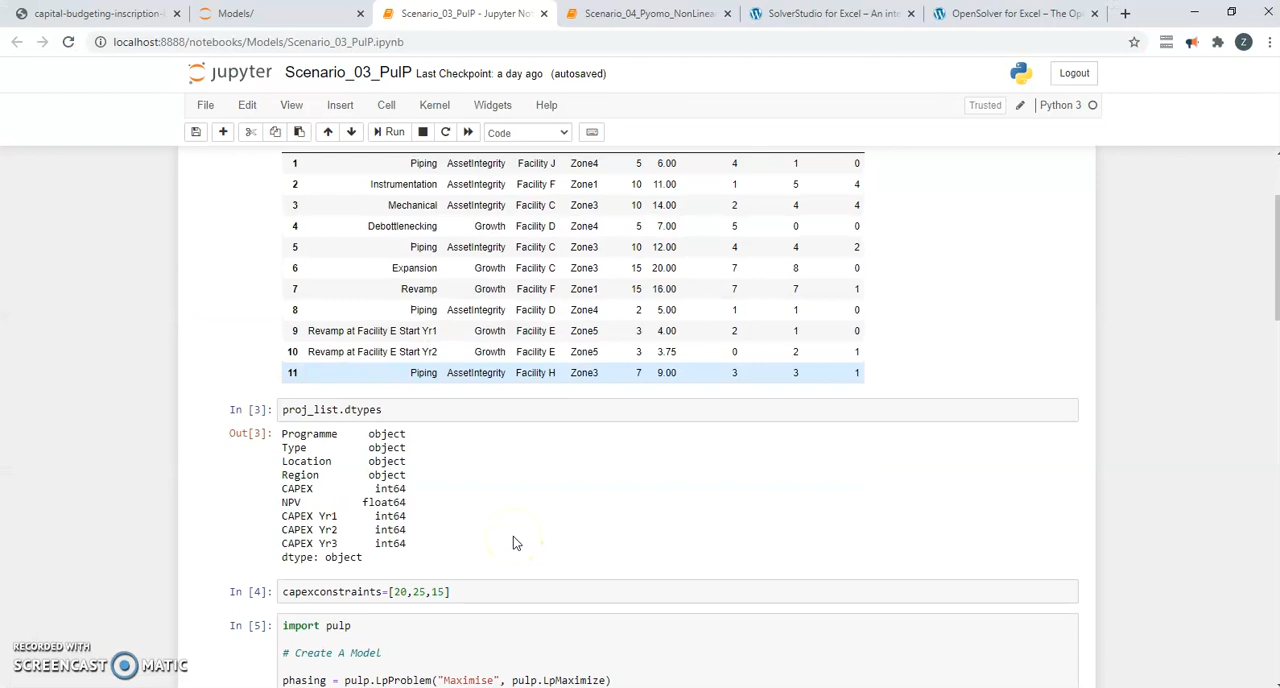 capital-budgeting-inscription-
Models/
Scenario_03_PulP - Jupyter Not
Scenario_04_Pyomo_NonLinea
SolverStudio for Excel – An int
OpenSolver for Excel – The Op
localhost:8888/notebooks/Models/Scenario_03_PulP.ipynb
Z
jupyter Scenario_03_PulP Last Checkpoint: a day ago (autosaved)
Logout
File Edit View Insert Cell Kernel Widgets Help
Trusted Python 3
Run Code
1 Piping AssetIntegrity Facility J Zone4 5 6.00 4 1 0
2 Instrumentation AssetIntegrity Facility F Zone1 10 11.00 1 5 4
3 Mechanical AssetIntegrity Facility C Zone3 10 14.00 2 4 4
4 Debottlenecking Growth Facility D Zone4 5 7.00 5 0 0
5 Piping AssetIntegrity Facility C Zone3 10 12.00 4 4 2
6 Expansion Growth Facility C Zone3 15 20.00 7 8 0
7 Revamp Growth Facility F Zone1 15 16.00 7 7 1
8 Piping AssetIntegrity Facility D Zone4 2 5.00 1 1 0
9 Revamp at Facility E Start Yr1 Growth Facility E Zone5 3 4.00 2 1 0
10 Revamp at Facility E Start Yr2 Growth Facility E Zone5 3 3.75 0 2 1
11 Piping AssetIntegrity Facility H Zone3 7 9.00 3 3 1
In [3]: proj_list.dtypes
Out[3]: Programme object
Type object
Location object
Region object
CAPEX int64
NPV float64
CAPEX Yr1 int64
CAPEX Yr2 int64
CAPEX Yr3 int64
dtype: object
In [4]: capexconstraints=[20,25,15]
In [5]: import pulp
# Create A Model
phasing = pulp.LpProblem("Maximise", pulp.LpMaximize)
RECORDED WITH
SCREENCAST MATIC